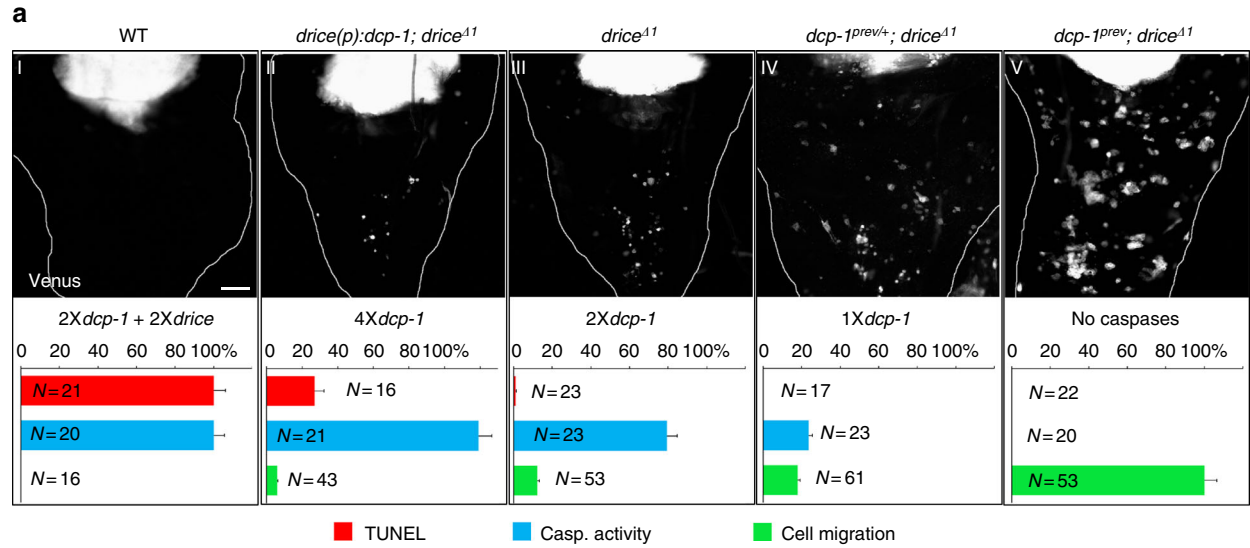 a
WT
drice(p):dcp-1; drice^Δ1
drice^Δ1
dcp-1^prev/+; drice^Δ1
dcp-1^prev; drice^Δ1
I
II
III
IV
V
Venus
2Xdcp-1 + 2Xdrice
4Xdcp-1
2Xdcp-1
1Xdcp-1
No caspases
0 20 40 60 80 100%
0 20 40 60 80 100%
0 20 40 60 80 100%
0 20 40 60 80 100%
0 20 40 60 80 100%
N=21
N=16
N=23
N=17
N=22
N=20
N=21
N=23
N=23
N=20
N=16
N=43
N=53
N=61
N=53
TUNEL
Casp. activity
Cell migration